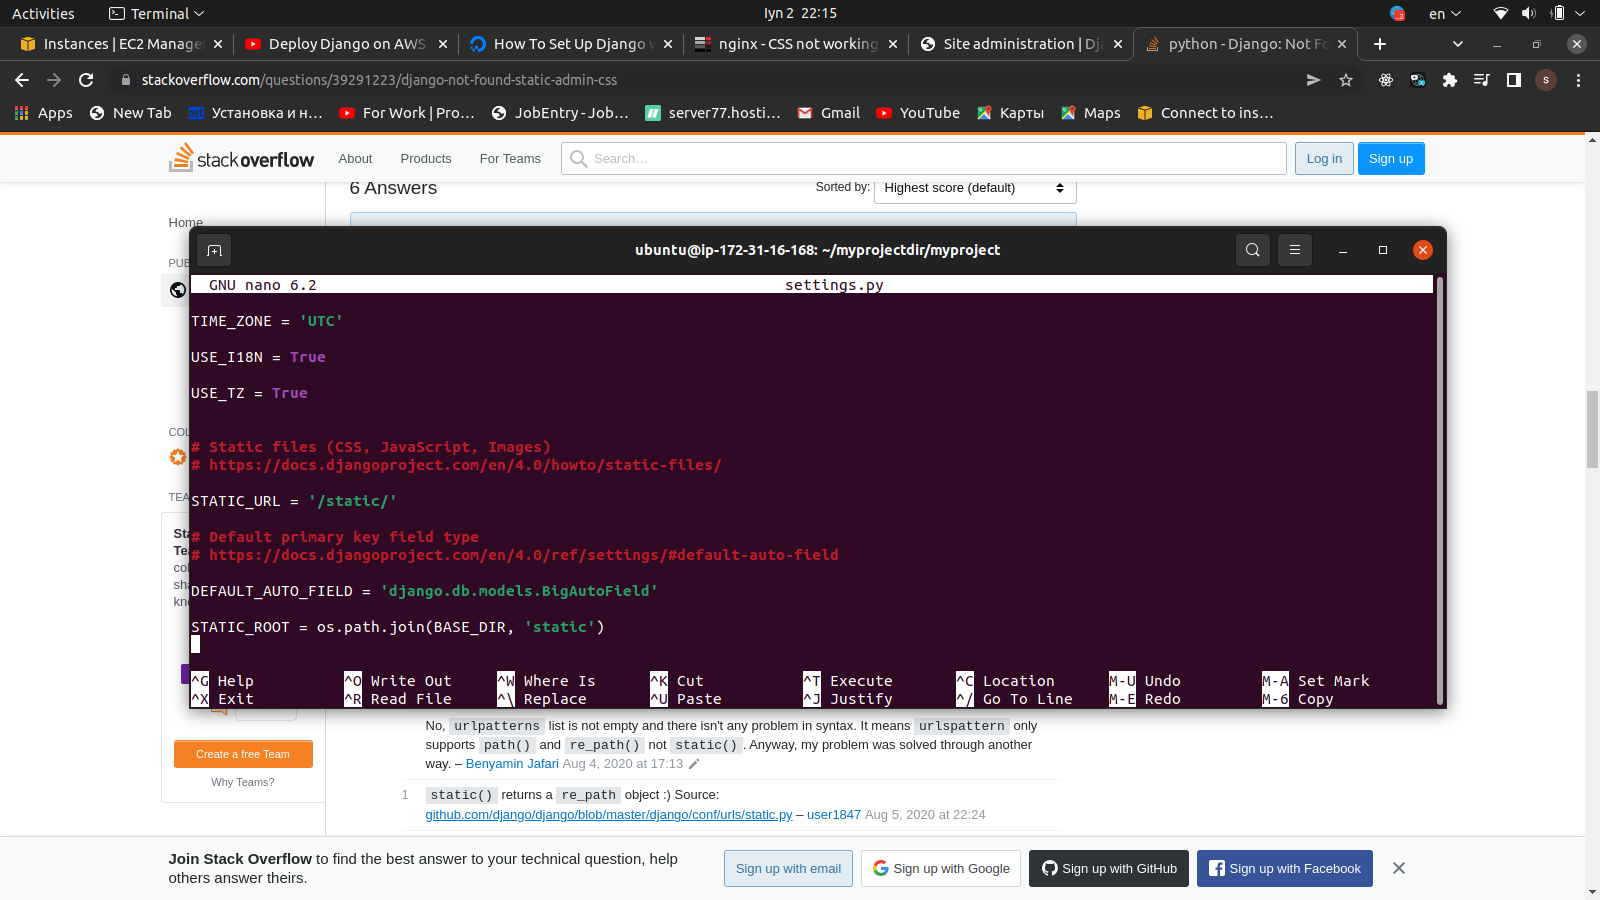 Activities
Terminal
Iyn 2 22:15
en
Instances | EC2 Manage
Deploy Django on AWS
How To Set Up Django w
nginx - CSS not working
Site administration | Dja
python - Django: Not Fo
stackoverflow.com/questions/39291223/django-not-found-static-admin-css
S
Apps
New Tab
Установка и н...
For Work | Pro...
JobEntry - Job...
server77.hosti...
Gmail
YouTube
Карты
Maps
Connect to ins...
stackoverflow
About
Products
For Teams
Search...
Log in
Sign up
6 Answers
Sorted by:
Highest score (default)
Home
PUB
COL
TEA
Sta
Tea
col
sha
kno
ubuntu@ip-172-31-16-168: ~/myprojectdir/myproject
GNU nano 6.2
settings.py
TIME_ZONE = 'UTC'
USE_I18N = True
USE_TZ = True
# Static files (CSS, JavaScript, Images)
# https://docs.djangoproject.com/en/4.0/howto/static-files/
STATIC_URL = '/static/'
# Default primary key field type
# https://docs.djangoproject.com/en/4.0/ref/settings/#default-auto-field
DEFAULT_AUTO_FIELD = 'django.db.models.BigAutoField'
STATIC_ROOT = os.path.join(BASE_DIR, 'static')
^G Help ^O Write Out ^W Where Is ^K Cut ^T Execute ^C Location M-U Undo M-A Set Mark
^X Exit ^R Read File ^\ Replace ^U Paste ^J Justify ^/ Go To Line M-E Redo M-6 Copy
Create a free Team
Why Teams?
No, urlpatterns list is not empty and there isn't any problem in syntax. It means urlspattern only
supports path() and re_path() not static(). Anyway, my problem was solved through another
way. – Benyamin Jafari Aug 4, 2020 at 17:13
1 static() returns a re_path object :) Source:
github.com/django/django/blob/master/django/conf/urls/static.py – user1847 Aug 5, 2020 at 22:24
Join Stack Overflow to find the best answer to your technical question, help
others answer theirs.
Sign up with email
Sign up with Google
Sign up with GitHub
Sign up with Facebook